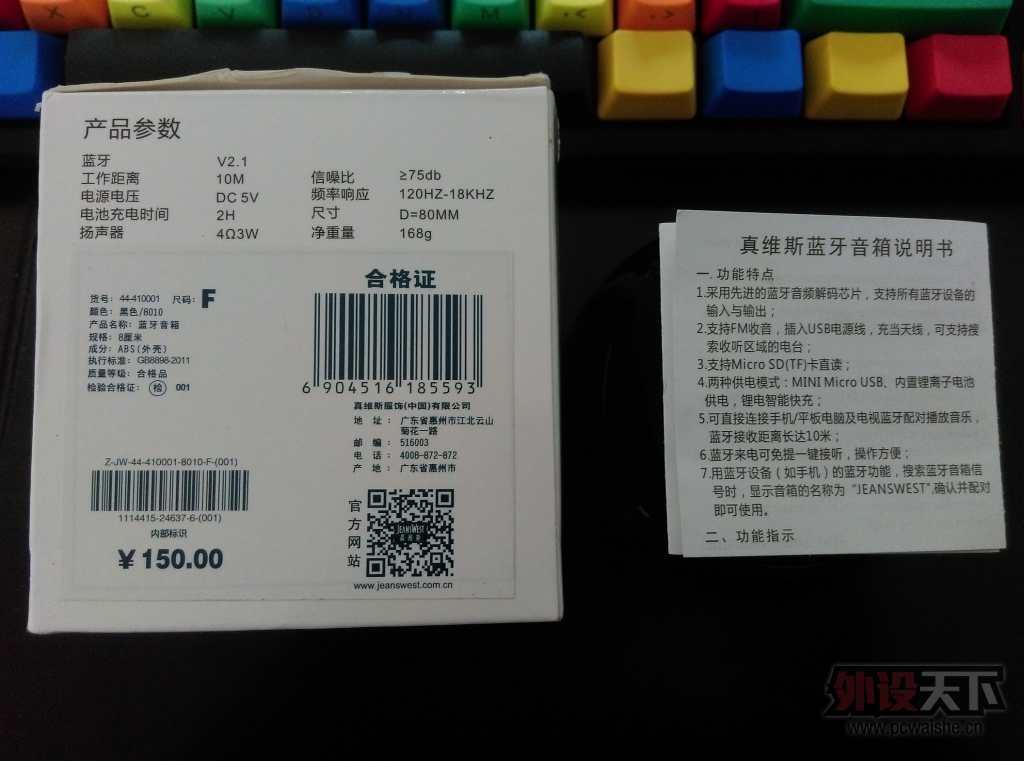 X
C
V
B
N
M
<
>
产品参数
蓝牙 V2.1
工作距离 10M
电源电压 DC 5V
电池充电时间 2H
扬声器 4Ω3W
信噪比 ≥75db
频率响应 120HZ-18KHZ
尺寸 D=80MM
净重量 168g
货号: 44-410001 尺码: F
颜色: 黑色/8010
产品名称: 蓝牙音箱
规格: 8厘米
成分: ABS(外壳)
执行标准: GB8898-2011
质量等级: 合格品
检验合格证: 检 001
合格证
6 904516 185593
真维斯服饰(中国)有限公司
地 址: 广东省惠州市江北云山
菊花一路
邮 编: 516003
电 话: 4008-872-872
产 地: 广东省惠州市
Z-JW-44-410001-8010-F-(001)
1114415-24637-6-(001)
内部标识
¥150.00
官方网站
JEANSWEST
真维斯
www.jeanswest.com.cn
真维斯蓝牙音箱说明书
一.功能特点
1.采用先进的蓝牙音频解码芯片，支持所有蓝牙设备的
输入与输出；
2.支持FM收音，插入USB电源线，充当天线，可支持搜
索收听区域的电台；
3.支持Micro SD(TF)卡直读；
4.两种供电模式：MINI Micro USB、内置锂离子电池
供电，锂电智能快充；
5.可直接连接手机/平板电脑及电视蓝牙配对播放音乐，
蓝牙接收距离长达10米；
6.蓝牙来电可免提一键接听，操作方便；
7.用蓝牙设备（如手机）的蓝牙功能，搜索蓝牙音箱信
号时，显示音箱的名称为“JEANSWEST”,确认并配对
即可使用。
二、功能指示
外设天下
www.pcwaishe.cn